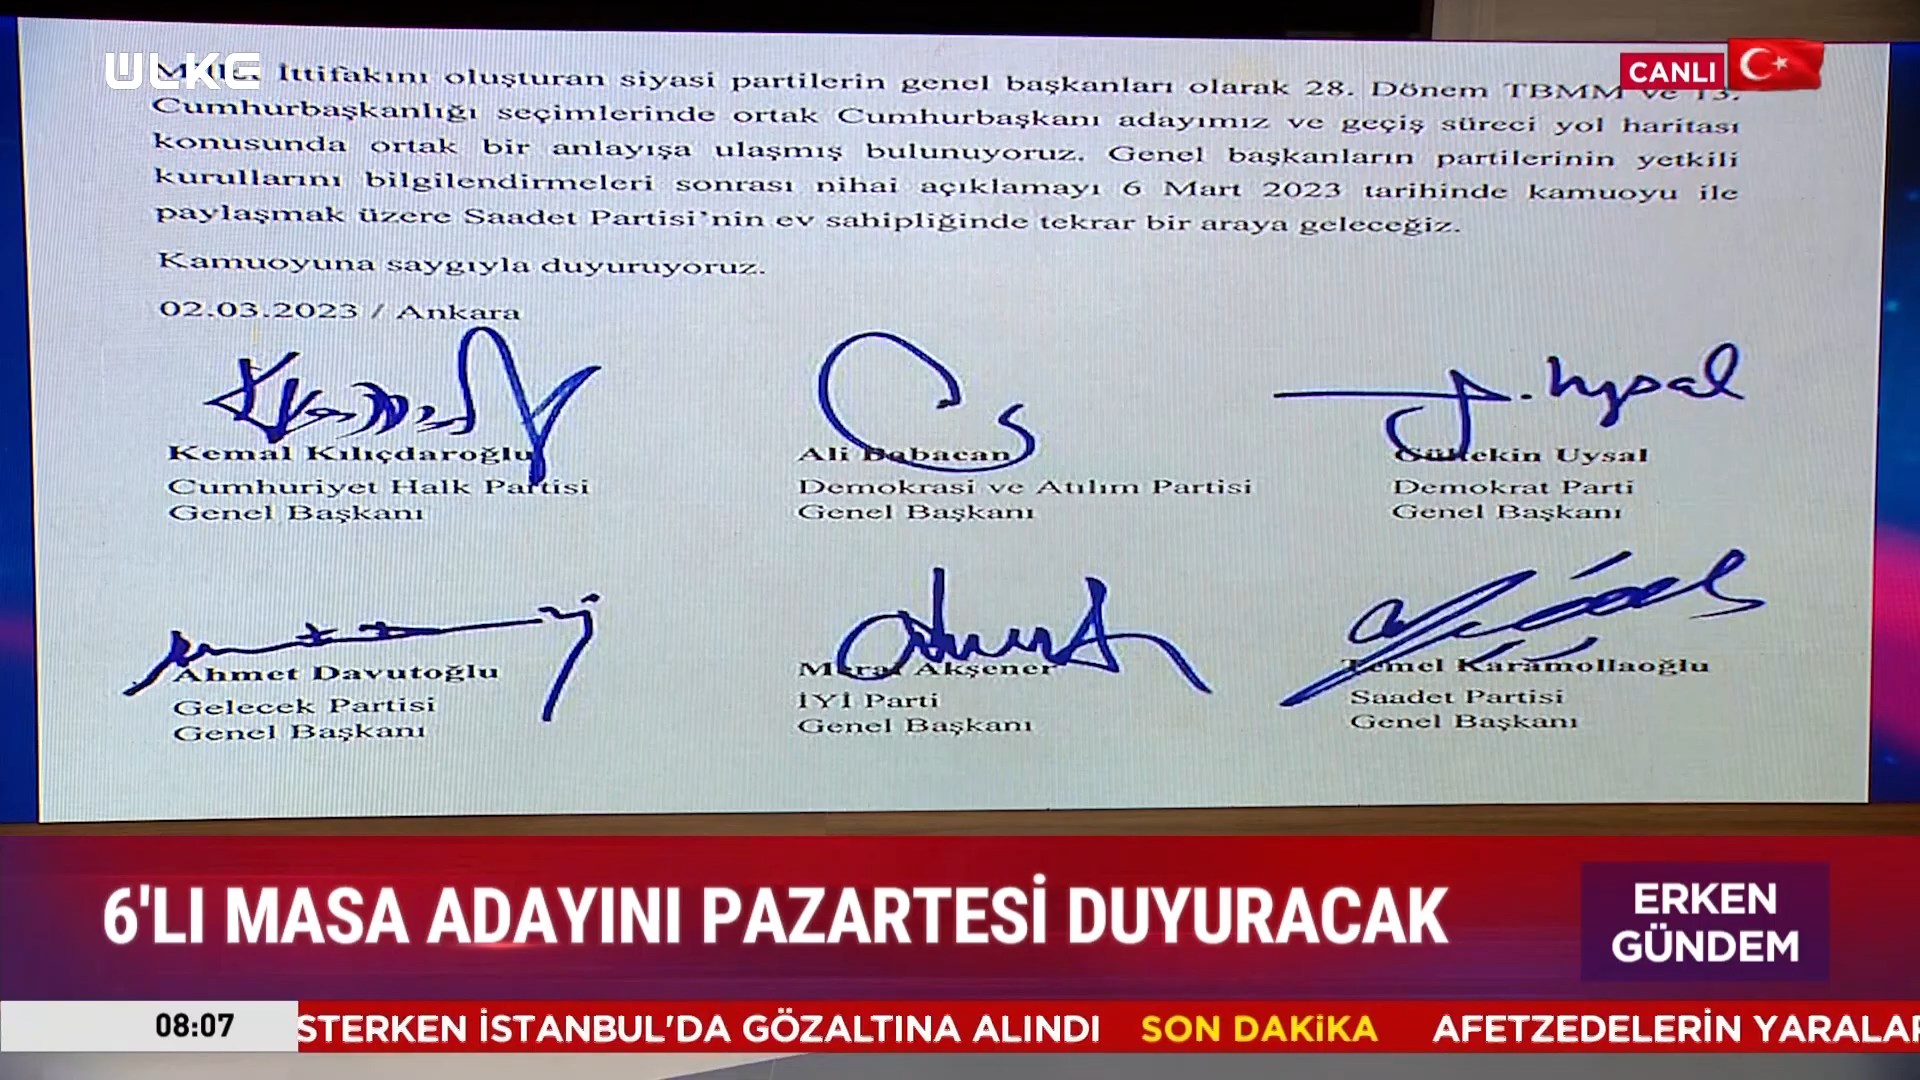 ÜLKE
CANLI
İttifakını oluşturan siyasi partilerin genel başkanları olarak 28. Dönem TBMM ve 13.
Cumhurbaşkanlığı seçimlerinde ortak Cumhurbaşkanı adayımız ve geçiş süreci yol haritası
konusunda ortak bir anlayışa ulaşmış bulunuyoruz. Genel başkanların partilerinin yetkili
kurullarını bilgilendirmeleri sonrası nihai açıklamayı 6 Mart 2023 tarihinde kamuoyu ile
paylaşmak üzere Saadet Partisi'nin ev sahipliğinde tekrar bir araya geleceğiz.
Kamuoyuna saygıyla duyuruyoruz.
02.03.2023 / Ankara
Kemal Kılıçdaroğlu
Cumhuriyet Halk Partisi
Genel Başkanı
Ali Babacan
Demokrasi ve Atılım Partisi
Genel Başkanı
Gültekin Uysal
Demokrat Parti
Genel Başkanı
Ahmet Davutoğlu
Gelecek Partisi
Genel Başkanı
Meral Akşener
İYİ Parti
Genel Başkanı
Temel Karamollaoğlu
Saadet Partisi
Genel Başkanı
6'LI MASA ADAYINI PAZARTESİ DUYURACAK
ERKEN
GÜNDEM
08:07
STERKEN İSTANBUL'DA GÖZALTINA ALINDI SON DAKİKA AFETZEDELERİN YARALAR